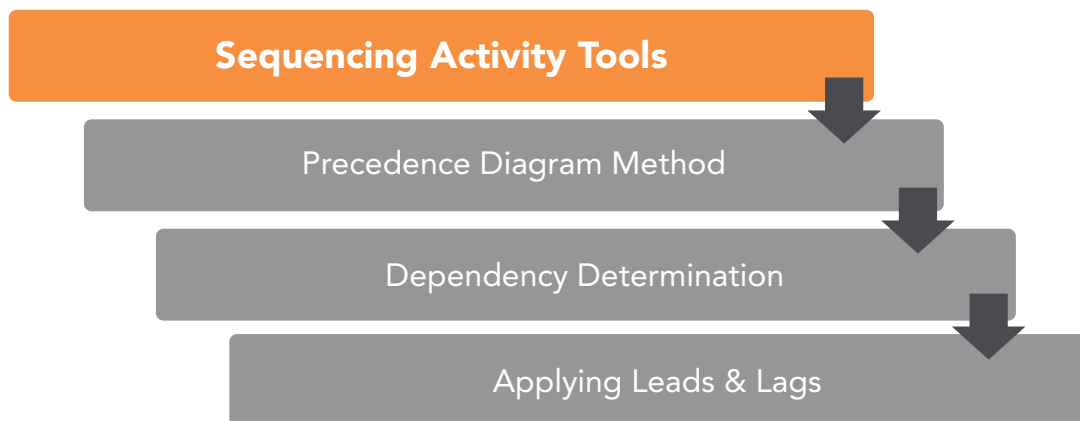 Sequencing Activity Tools
Precedence Diagram Method
Dependency Determination
Applying Leads & Lags